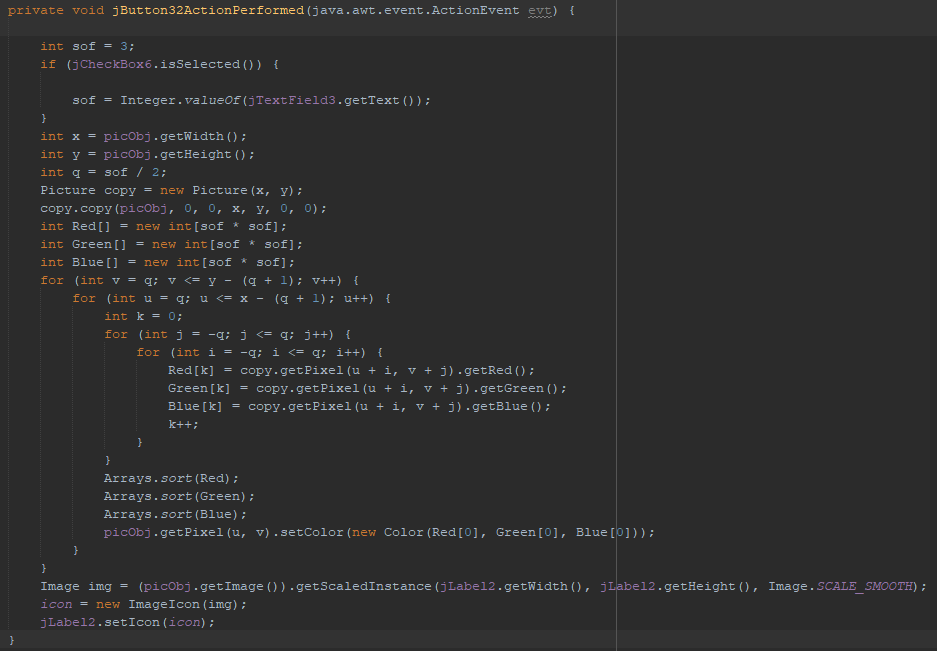 private void jButton32ActionPerformed(java.awt.event.ActionEvent evt) {
int sof = 3;
if (jCheckBox6.isSelected()) {
sof = Integer.valueOf(jTextField3.getText());
}
int x = picObj.getWidth();
int y = picObj.getHeight();
int q = sof / 2;
Picture copy = new Picture(x, y);
copy.copy(picObj, 0, 0, x, y, 0, 0);
int Red[] = new int[sof * sof];
int Green[] = new int[sof * sof];
int Blue[] = new int[sof * sof];
for (int v = q; v <= y - (q + 1); v++) {
for (int u = q; u <= x - (q + 1); u++) {
int k = 0;
for (int j = -q; j <= q; j++) {
for (int i = -q; i <= q; i++) {
Red[k] = copy.getPixel(u + i, v + j).getRed();
Green[k] = copy.getPixel(u + i, v + j).getGreen();
Blue[k] = copy.getPixel(u + i, v + j).getBlue();
k++;
}
}
Arrays.sort(Red);
Arrays.sort(Green);
Arrays.sort(Blue);
picObj.getPixel(u, v).setColor(new Color(Red[0], Green[0], Blue[0]));
}
}
Image img = (picObj.getImage()).getScaledInstance(jLabel2.getWidth(), jLabel2.getHeight(), Image.SCALE_SMOOTH);
icon = new ImageIcon(img);
jLabel2.setIcon(icon);
}